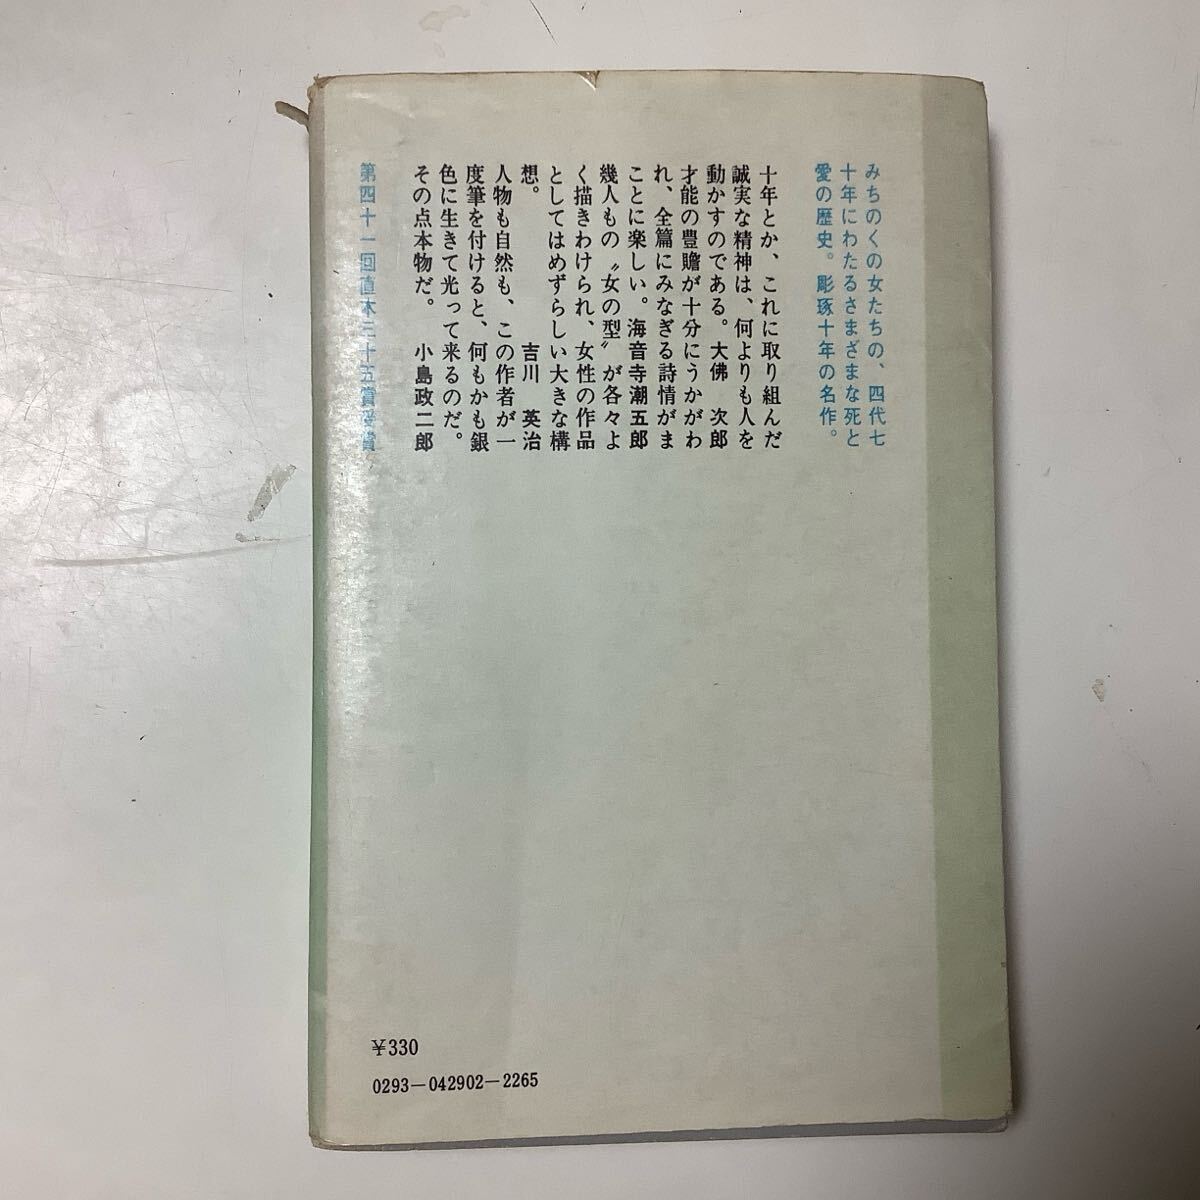 みちのくの女たちの、四代七
十年にわたるさまざまな死と
愛の歴史。彫琢十年の名作。
十年とか、これに取り組んだ
誠実な精神は、何よりも人を
動かすのである。大佛　次郎
才能の豊贍が十分にうかがわ
れ、全篇にみなぎる詩情がま
ことに楽しい。海音寺潮五郎
幾人もの〝女の型〟が各々よ
く描きわけられ、女性の作品
としてはめずらしい大きな構
想。　　　　　吉川　英治
人物も自然も、この作者が一
度筆を付けると、何もかも銀
色に生きて光って来るのだ。
その点本物だ。　小島政二郎
第四十一回直木三十五賞受賞
¥330
0293-042902-2265